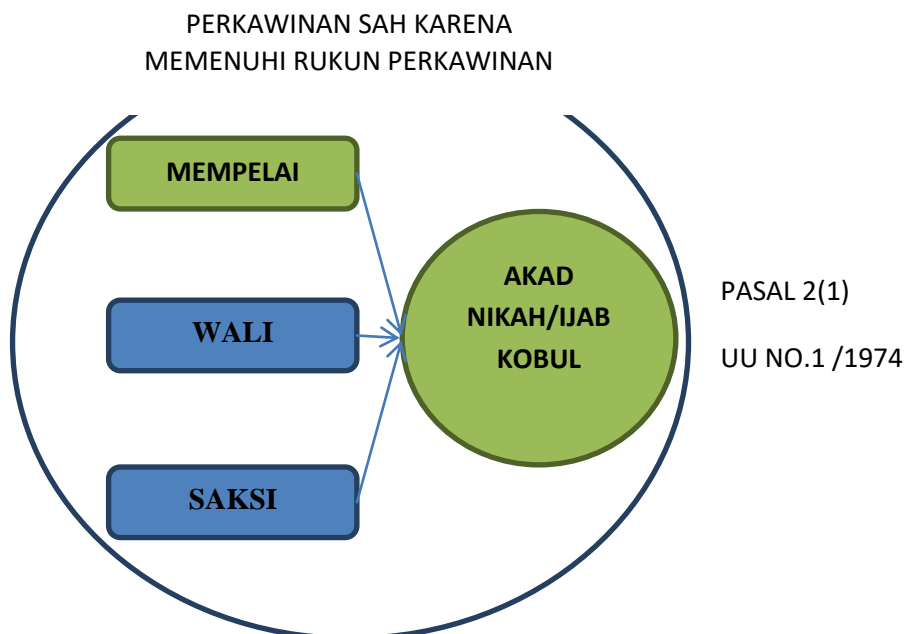 PERKAWINAN SAH KARENA
MEMENUHI RUKUN PERKAWINAN
MEMPELAI
WALI
SAKSI
AKAD
NIKAH/IJAB
KOBUL
PASAL 2(1)
UU NO.1 /1974